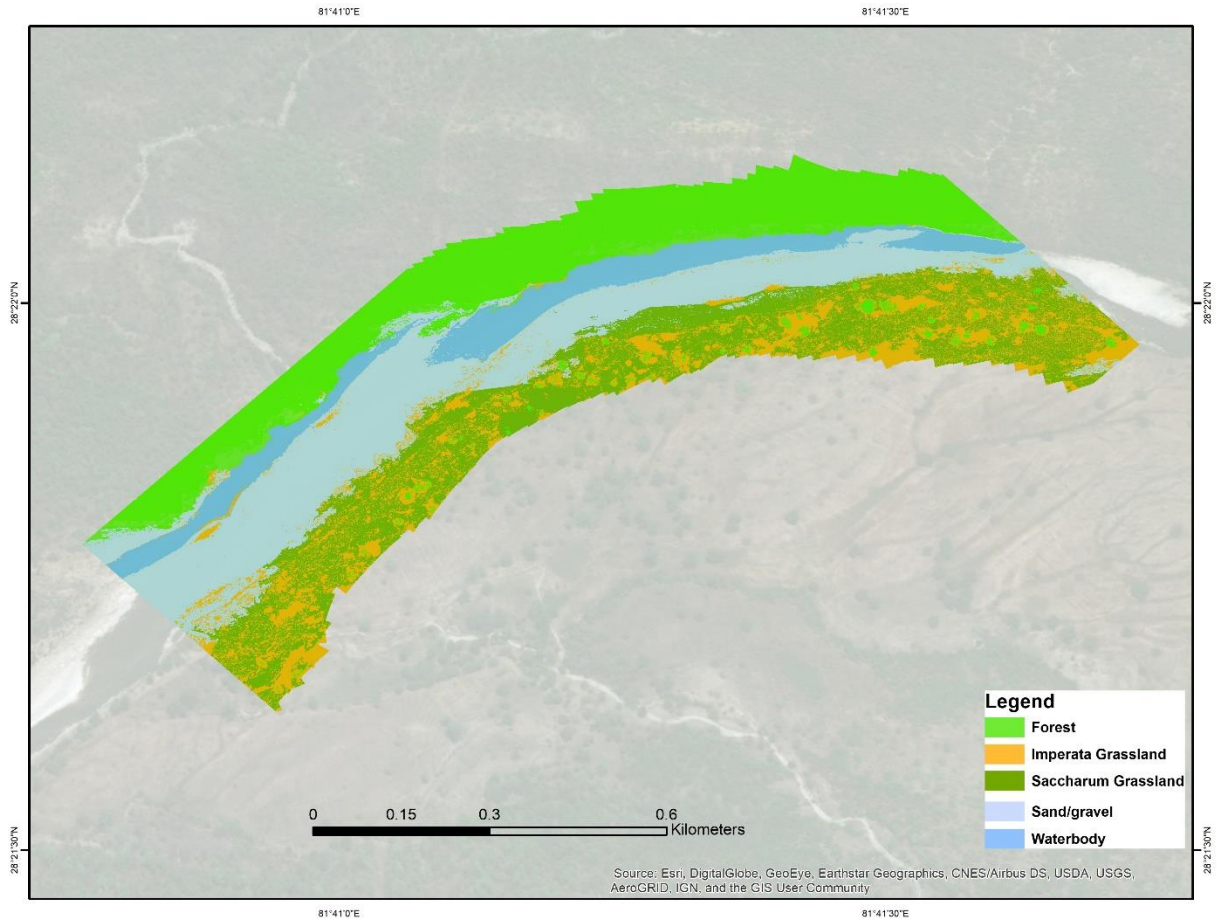 81°41'0"E 81°41'30"E
28°22'0"N 28°22'0"N
Legend
Forest
Imperata Grassland
Saccharum Grassland
Sand/gravel
Waterbody
0 0.15 0.3 0.6
Kilometers
28°21'30"N 28°21'30"N
Source: Esri, DigitalGlobe, GeoEye, Earthstar Geographics, CNES/Airbus DS, USDA, USGS,
AeroGRID, IGN, and the GIS User Community
81°41'0"E 81°41'30"E